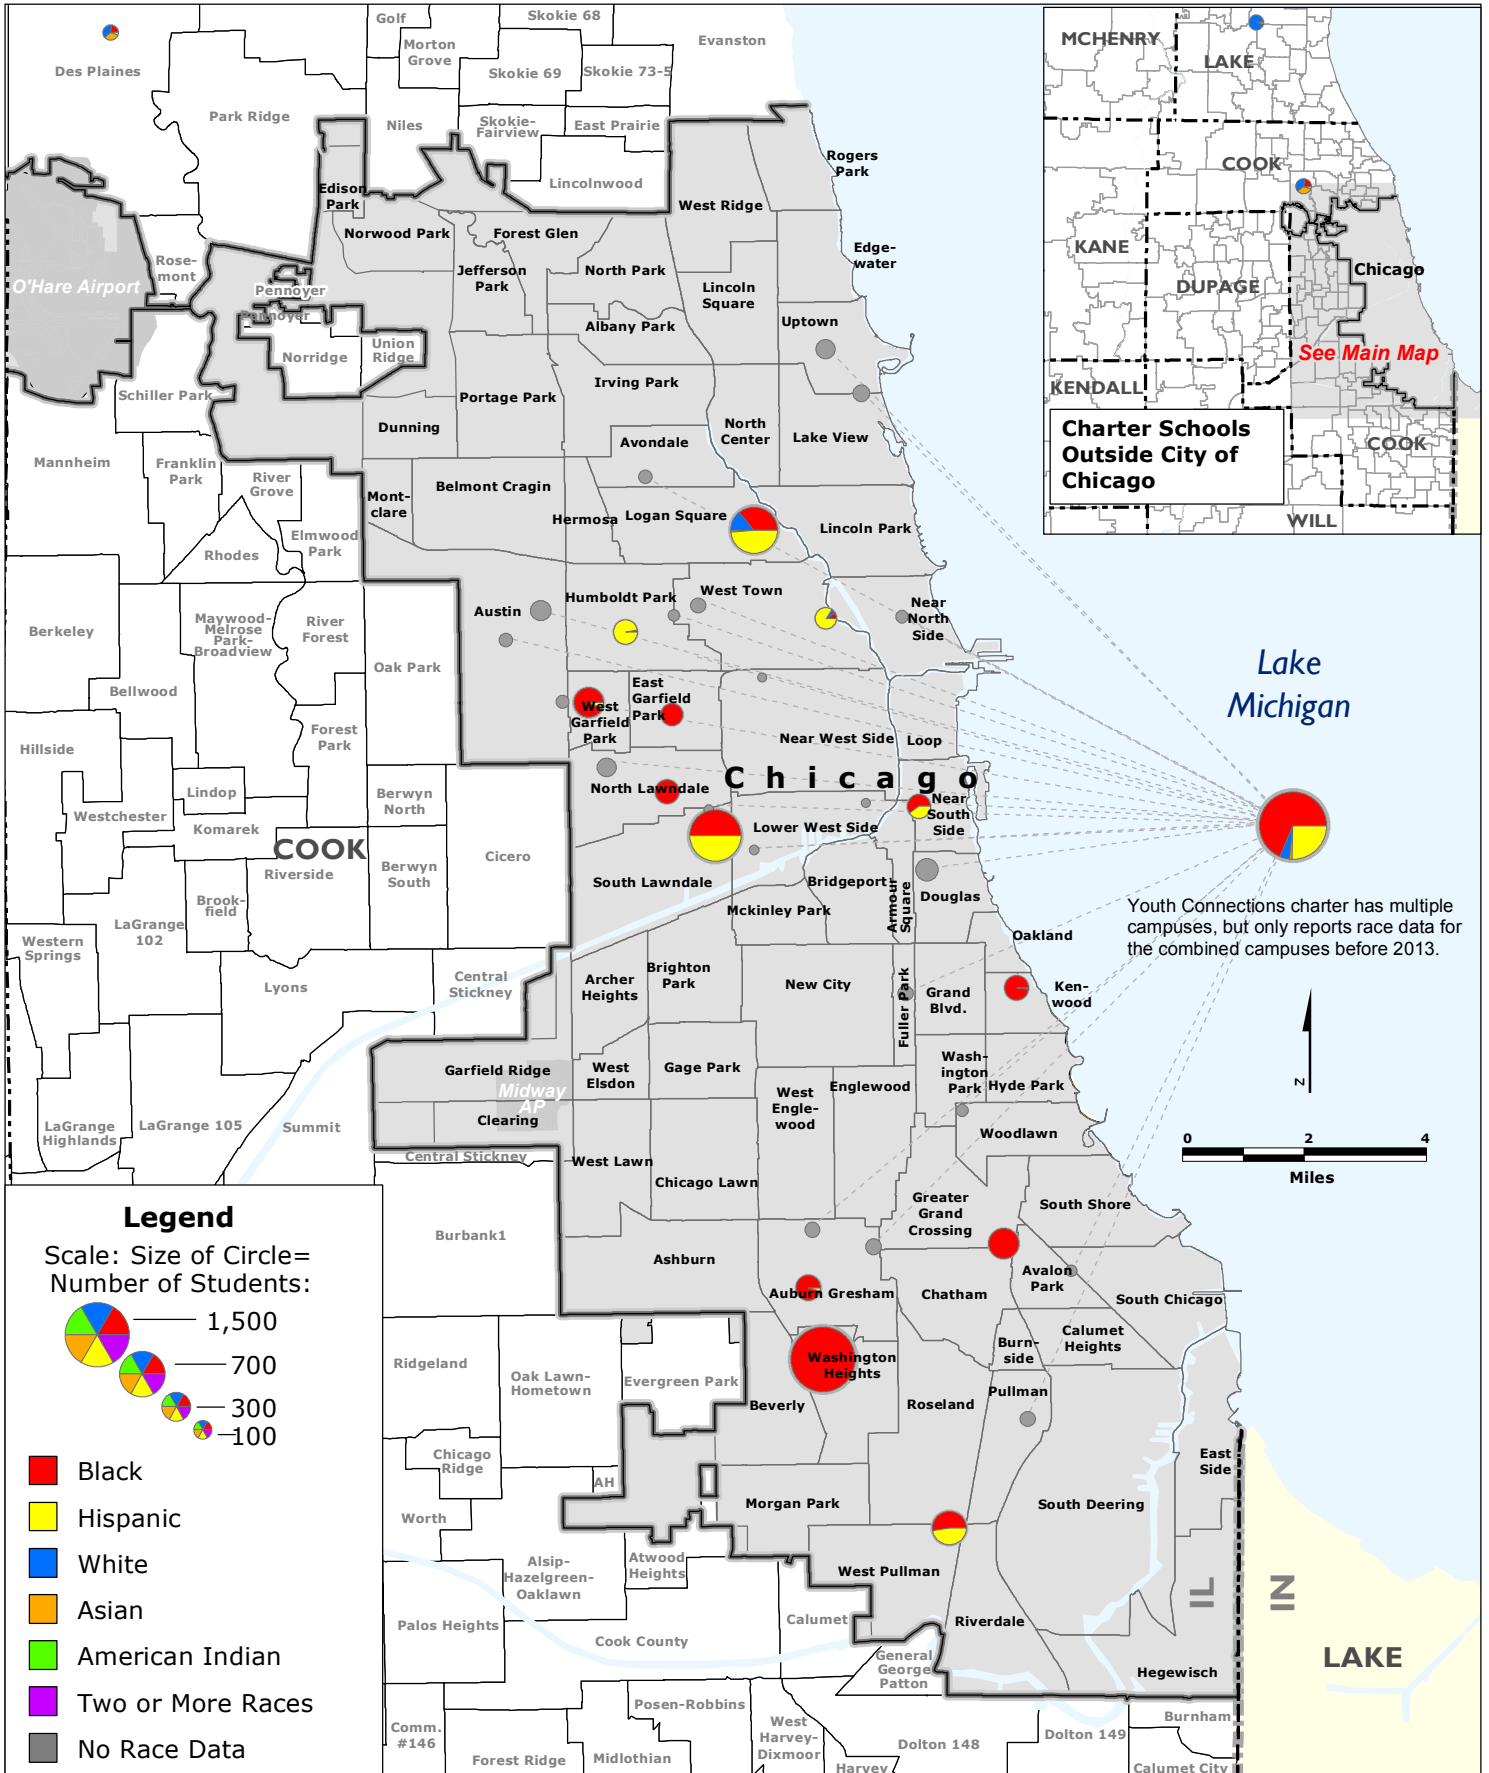 Golf
Skokie 68
Morton
Grove
Evanston
Des Plaines
Skokie 69
Skokie 73-5
Park Ridge
Niles
Skokie-
Fairview
East Prairie
Lincolnwood
Rogers
Park
Edison
Park
West Ridge
Norwood Park
Forest Glen
Edge-
water
Rose-
mont
Jefferson
Park
North Park
Lincoln
Square
O'Hare Airport
Pennoyer
Pennoyer
Uptown
Albany Park
Union
Ridge
Norridge
Schiller Park
Irving Park
Portage Park
Dunning
Avondale
North
Center
Lake View
Mannheim
Franklin
Park
River
Grove
Mont-
clare
Belmont Cragin
Hermosa
Logan Square
Lincoln Park
Elmwood
Park
Rhodes
Austin
Humboldt Park
West Town
Near
North
Side
Berkeley
Maywood-
Melrose
Park-
Broadview
River
Forest
Oak Park
Bellwood
East
Garfield
Park
West
Garfield
Park
Hillside
Forest
Park
Near West Side
Loop
Chicago
North Lawndale
Lindop
Berwyn
North
Westchester
Komarek
Near
South
Side
Lower West Side
COOK
Riverside
Cicero
Berwyn
South
South Lawndale
Bridgeport
Armour
Square
Douglas
Brook-
field
Mckinley Park
LaGrange
102
Western
Springs
Oakland
Lyons
Central
Stickney
Archer
Heights
Brighton
Park
New City
Fuller Park
Grand
Blvd.
Ken-
wood
Garfield Ridge
Midway
AP
West
Elsdon
Gage Park
West
Engle-
wood
Englewood
Wash-
ington
Park
Hyde Park
Clearing
Woodlawn
LaGrange
Highlands
LaGrange 105
Summit
Central Stickney
West Lawn
Chicago Lawn
Greater
Grand
Crossing
South Shore
Burbank1
Ashburn
Avalon
Park
Auburn Gresham
Chatham
South Chicago
Burn-
side
Calumet
Heights
Ridgeland
Oak Lawn-
Hometown
Evergreen Park
Washington
Heights
Beverly
Roseland
Pullman
Chicago
Ridge
AH
East
Side
Worth
Morgan Park
South Deering
Alsip-
Hazelgreen-
Oaklawn
Atwood
Heights
West Pullman
Palos Heights
Cook County
Calumet
Riverdale
General
George
Patton
Hegewisch
IL
IN
LAKE
Comm.
#146
Posen-Robbins
West
Harvey-
Dixmoor
Burnham
Dolton 149
Dolton 148
Forest Ridge
Midlothian
Harvey
Calumet City
Lake
Michigan
Youth Connections charter has multiple
campuses, but only reports race data for
the combined campuses before 2013.
N
0 2 4
Miles
MCHENRY
LAKE
COOK
KANE
DUPAGE
Chicago
See Main Map
KENDALL
COOK
WILL
Charter Schools
Outside City of
Chicago
Legend
Scale: Size of Circle=
Number of Students:
1,500
700
300
100
Black
Hispanic
White
Asian
American Indian
Two or More Races
No Race Data